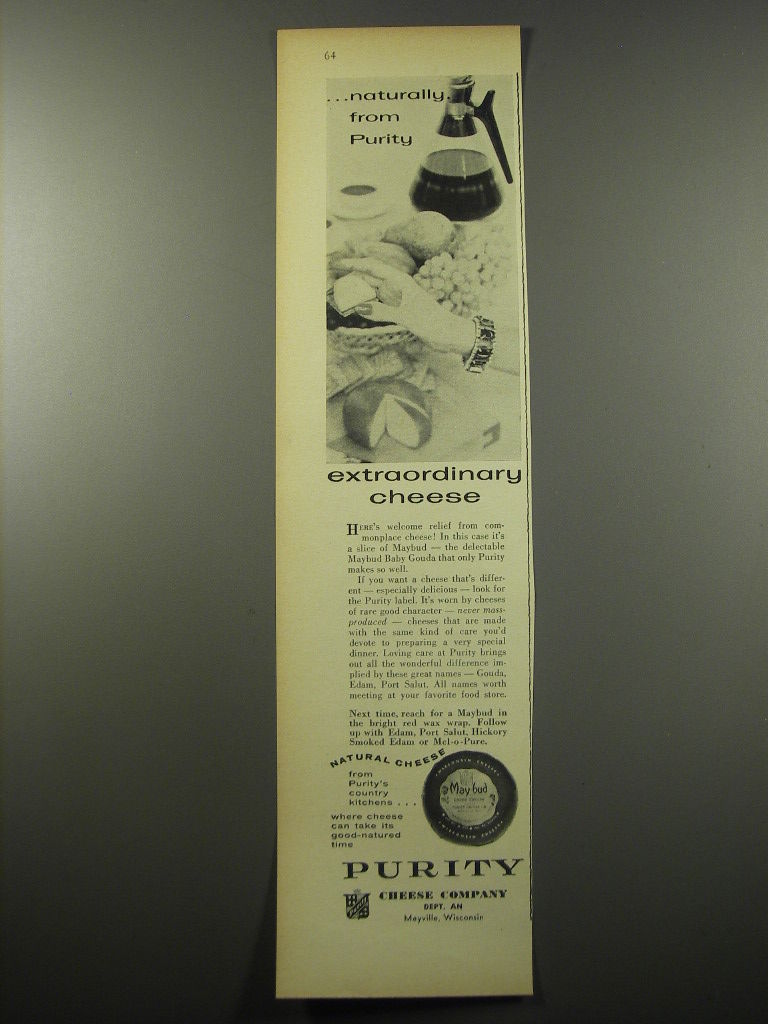 64
...naturally.
from
Purity
extraordinary
cheese
HERE'S welcome relief from com-
monplace cheese! In this case it's
a slice of Maybud — the delectable
Maybud Baby Gouda that only Purity
makes so well.
If you want a cheese that's differ-
ent — especially delicious — look for
the Purity label. It's worn by cheeses
of rare good character — never mass-
produced — cheeses that are made
with the same kind of care you'd
devote to preparing a very special
dinner. Loving care at Purity brings
out all the wonderful difference im-
plied by these great names — Gouda,
Edam, Port Salut. All names worth
meeting at your favorite food store.
Next time, reach for a Maybud in
the bright red wax wrap. Follow
up with Edam, Port Salut, Hickory
Smoked Edam or Mel-o-Pure.
NATURAL CHEESE
from
Purity's
country
kitchens . . .
where cheese
can take its
good-natured
time
May-bud
PURITY
CHEESE COMPANY
DEPT. AN
Mayville, Wisconsin